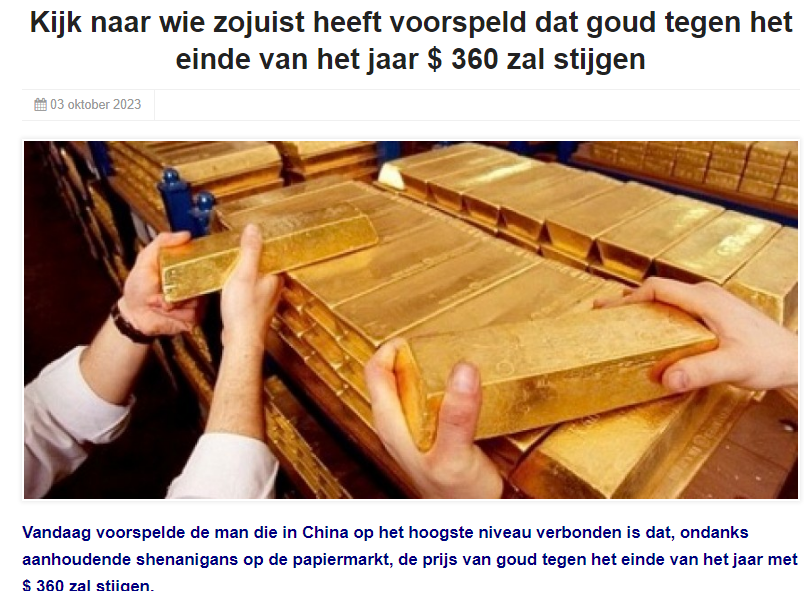 Kijk naar wie zojuist heeft voorspeld dat goud tegen het
einde van het jaar $ 360 zal stijgen
03 oktober 2023
Vandaag voorspelde de man die in China op het hoogste niveau verbonden is dat, ondanks
aanhoudende shenanigans op de papiermarkt, de prijs van goud tegen het einde van het jaar met
$ 360 zal stijgen.